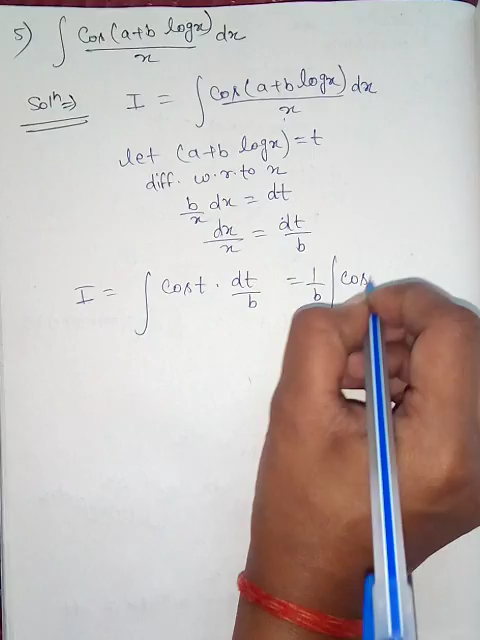 5) ∫ Cos(a+b logx)/x dx
Solⁿ⇒ I = ∫ Cos(a+b logx)/x dx
let (a+b logx)=t
diff. w.r.to x
b/x dx = dt
dx/x = dt/b
I = ∫ cost · dt/b = 1/b ∫ cos